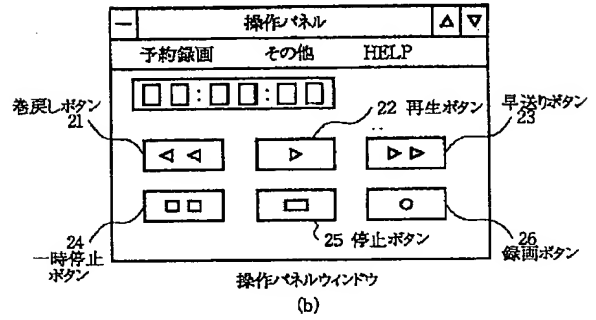 操作パネル
予約録画 その他 HELP
巻戻しボタン
21
22 再生ボタン
早送りボタン
23
24
一時停止
ボタン
25 停止ボタン
26
録画ボタン
操作パネルウィンドウ
(b)